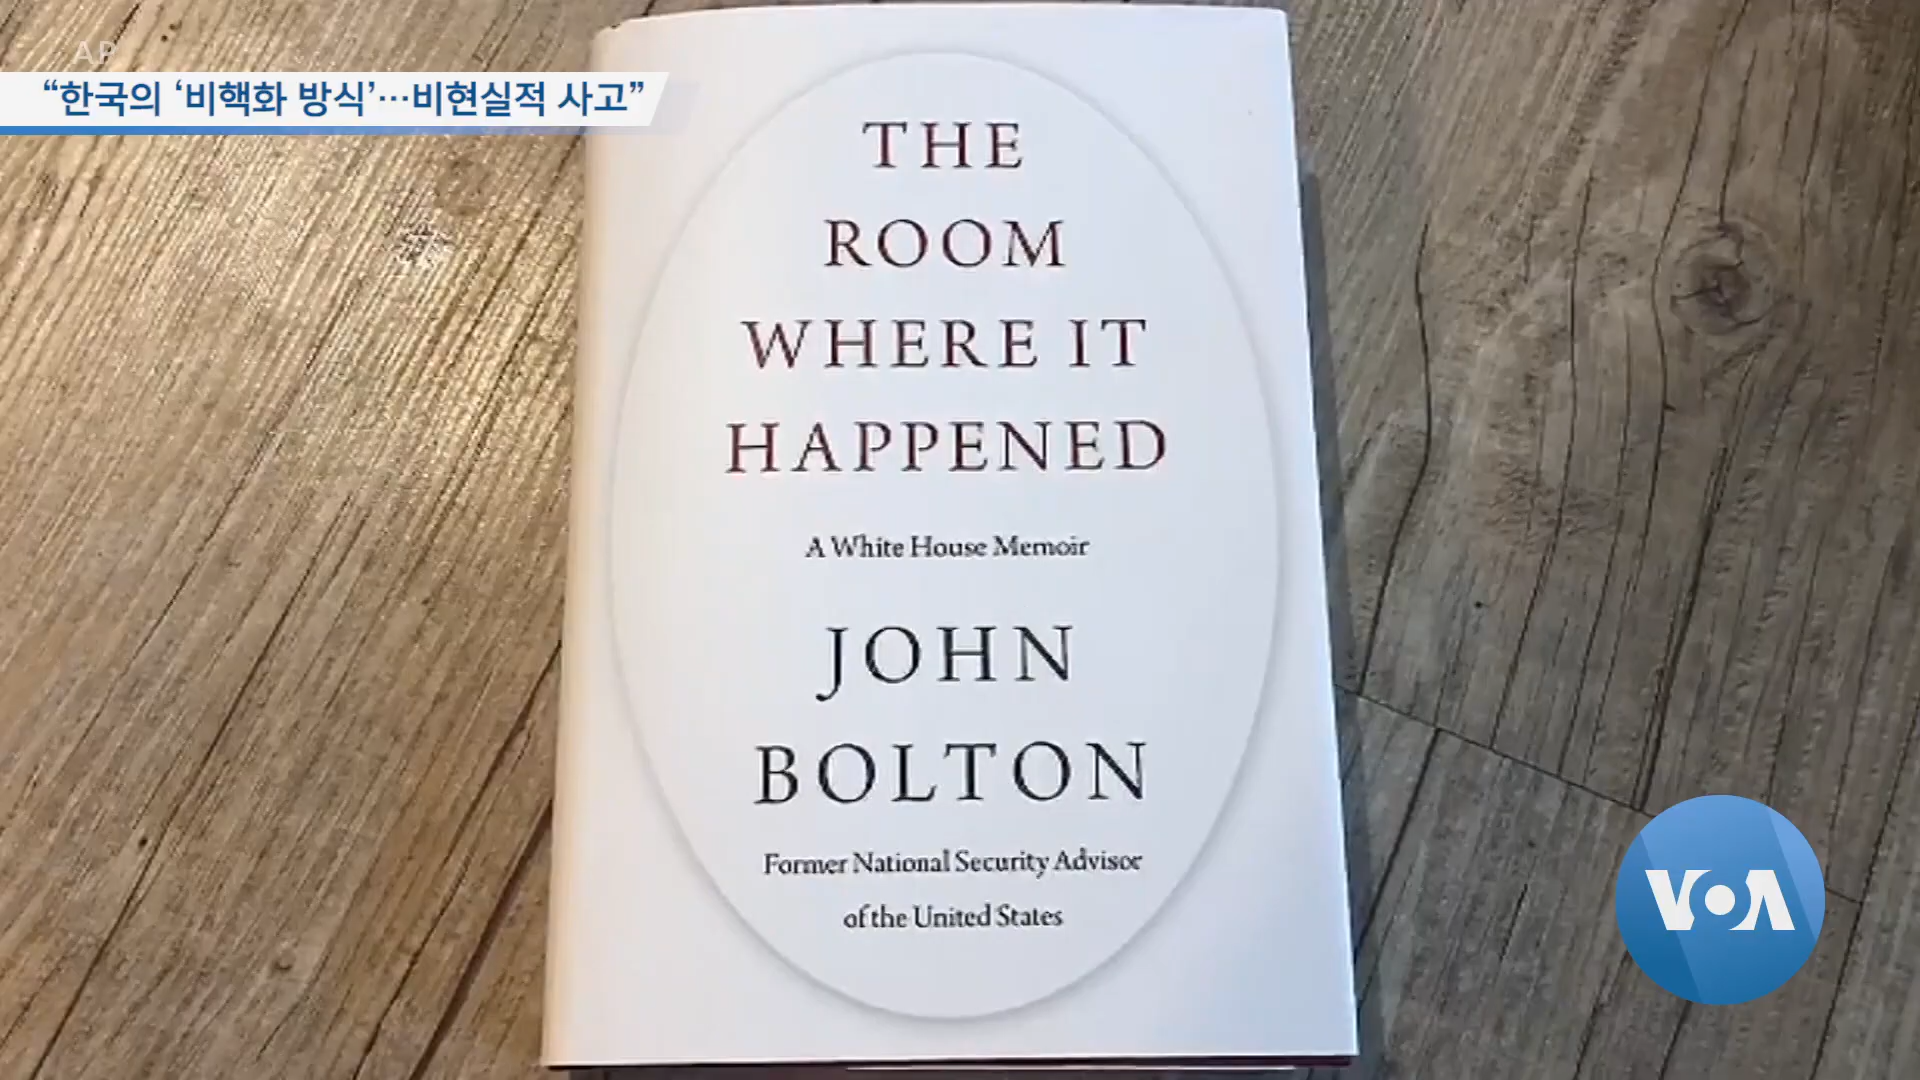 AP
“한국의 ‘비핵화 방식’…비현실적 사고”
THE
ROOM
WHERE IT
HAPPENED
A White House Memoir
JOHN
BOLTON
Former National Security Advisor
of the United States
VOA